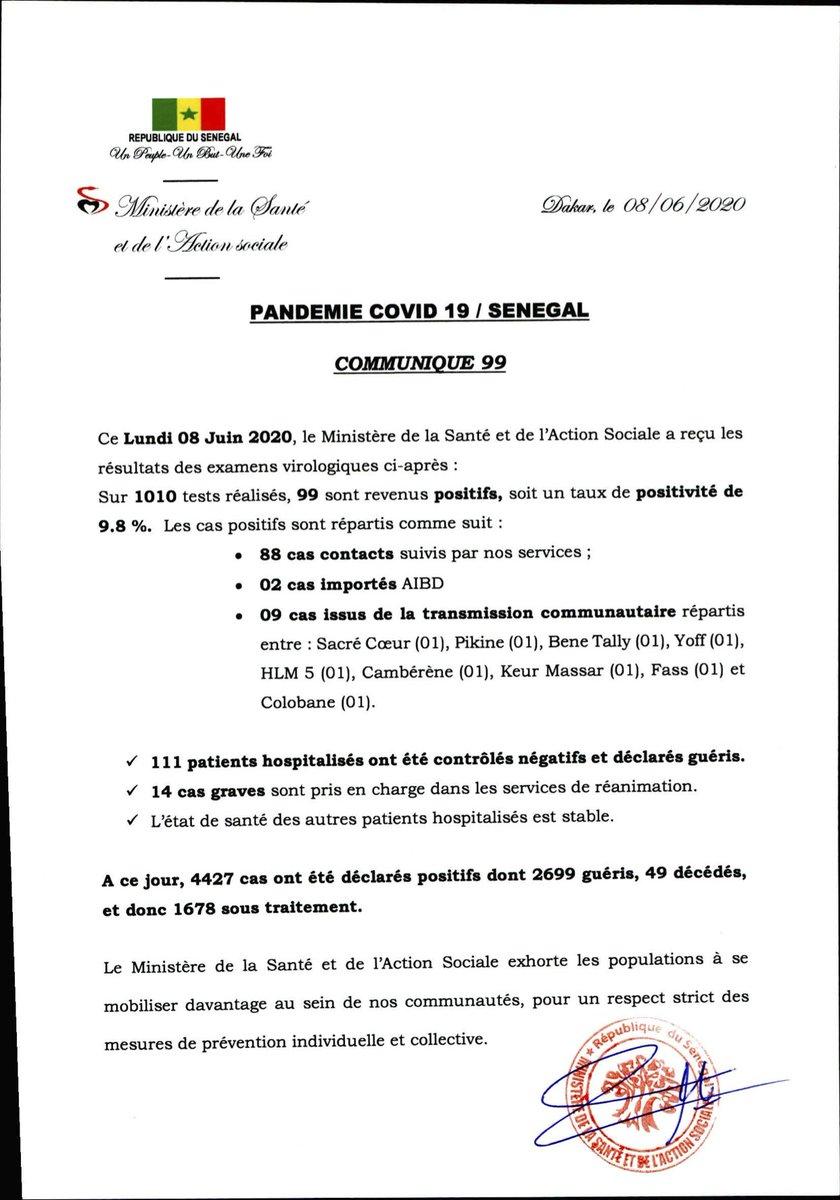 REPUBLIQUE DU SENEGAL
Un Peuple - Un But - Une Foi
Ministère de la Santé
et de l'Action sociale
Dakar, le 08/06/2020
PANDEMIE COVID 19 / SENEGAL
COMMUNIQUE 99
Ce Lundi 08 Juin 2020, le Ministère de la Santé et de l'Action Sociale a reçu les
résultats des examens virologiques ci-après :
Sur 1010 tests réalisés, 99 sont revenus positifs, soit un taux de positivité de
9.8 %. Les cas positifs sont répartis comme suit :
• 88 cas contacts suivis par nos services ;
• 02 cas importés AIBD
• 09 cas issus de la transmission communautaire répartis
entre : Sacré Cœur (01), Pikine (01), Bene Tally (01), Yoff (01),
HLM 5 (01), Cambérène (01), Keur Massar (01), Fass (01) et
Colobane (01).
✓ 111 patients hospitalisés ont été contrôlés négatifs et déclarés guéris.
✓ 14 cas graves sont pris en charge dans les services de réanimation.
✓ L'état de santé des autres patients hospitalisés est stable.
A ce jour, 4427 cas ont été déclarés positifs dont 2699 guéris, 49 décédés,
et donc 1678 sous traitement.
Le Ministère de la Santé et de l'Action Sociale exhorte les populations à se
mobiliser davantage au sein de nos communautés, pour un respect strict des
mesures de prévention individuelle et collective.
République du Sénégal
MINISTÈRE DE LA SANTÉ ET DE L'ACTION SOCIALE